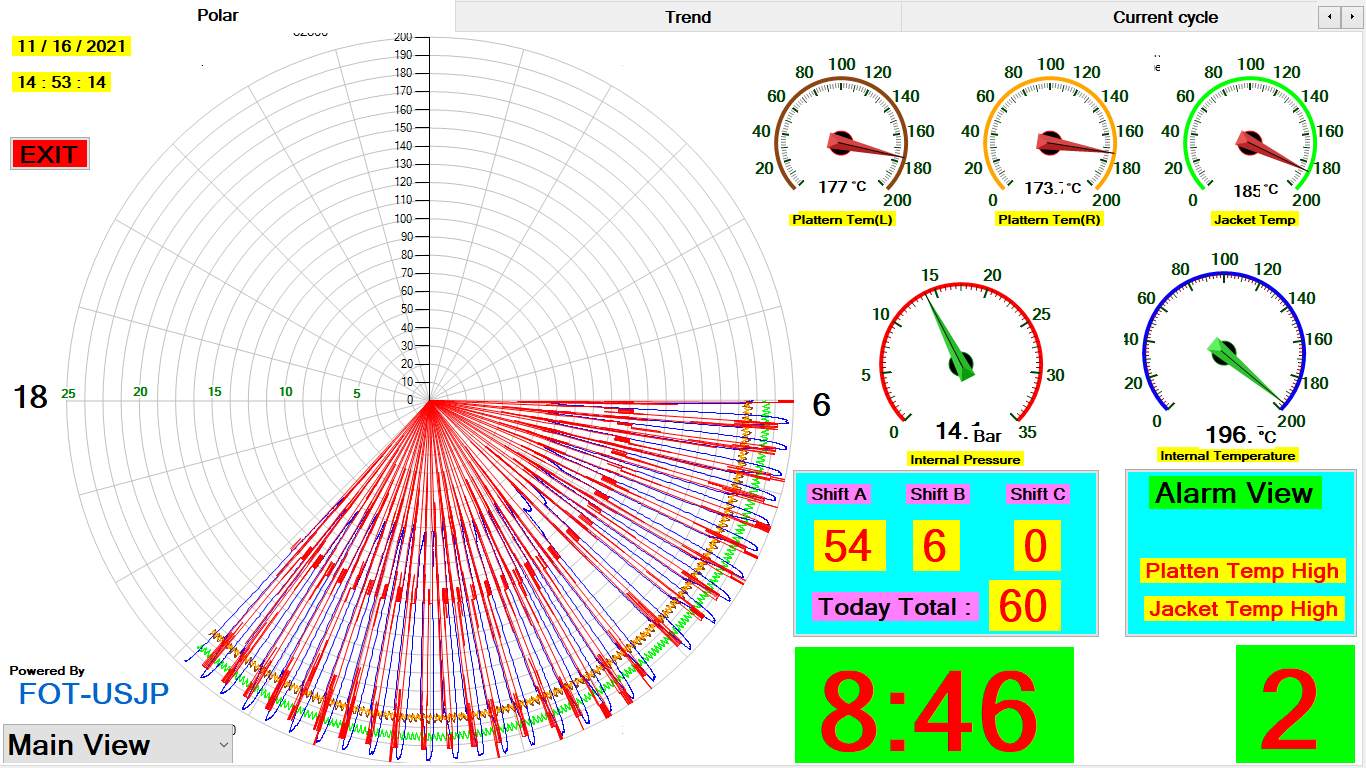 Polar
Trend
Current cycle
11 / 16 / 2021
14 : 53 : 14
EXIT
200
190
180
170
160
150
140
130
120
110
100
90
80
70
60
50
40
30
20
10
0
25 20 15 10 5
18
6
0 20 40 60 80 100 120 140 160 180 200
177 °C
Plattern Tem(L)
0 20 40 60 80 100 120 140 160 180 200
173. °C
Plattern Tem(R)
0 20 40 60 80 100 120 140 160 180 200
185 °C
Jacket Temp
0 5 10 15 20 25 30 35
14. Bar
Internal Pressure
0 20 40 60 80 100 120 140 160 180 200
196. °C
Internal Temperature
Shift A Shift B Shift C
54 6 0
Today Total : 60
Alarm View
Platten Temp High
Jacket Temp High
8:46
2
Powered By
FOT-USJP
Main View